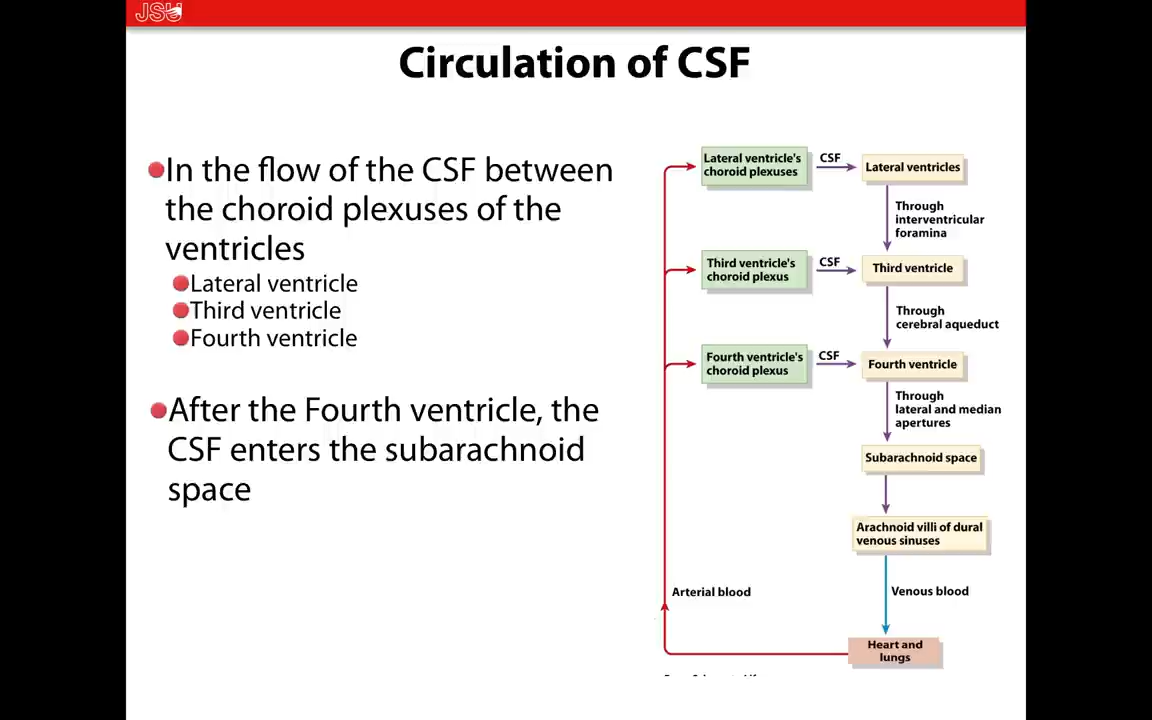 JSU
Circulation of CSF
In the flow of the CSF between
the choroid plexuses of the
ventricles
Lateral ventricle
Third ventricle
Fourth ventricle
After the Fourth ventricle, the
CSF enters the subarachnoid
space
Lateral ventricle's
choroid plexuses
CSF
Lateral ventricles
Through
interventricular
foramina
Third ventricle's
choroid plexus
CSF
Third ventricle
Through
cerebral aqueduct
Fourth ventricle's
choroid plexus
CSF
Fourth ventricle
Through
lateral and median
apertures
Subarachnoid space
Arachnoid villi of dural
venous sinuses
Arterial blood
Venous blood
Heart and
lungs